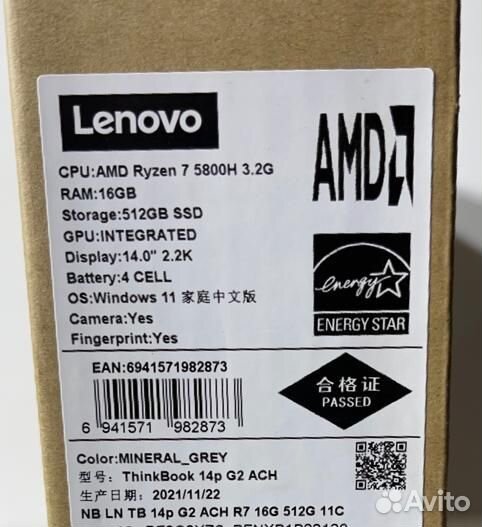 Lenovo
AMD
CPU:AMD Ryzen 7 5800H 3.2G
RAM:16GB
Storage:512GB SSD
GPU:INTEGRATED
Display:14.0" 2.2K
Battery:4 CELL
OS:Windows 11 家庭中文版
Camera:Yes
Fingerprint:Yes
energy
ENERGY STAR
EAN:6941571982873
6 941571 982873
合格证
PASSED
Color:MINERAL_GREY
型号: ThinkBook 14p G2 ACH
生产日期: 2021/11/22
NB LN TB 14p G2 ACH R7 16G 512G 11C
Avito